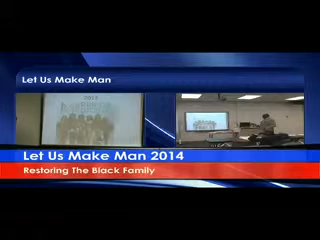 Let Us Make Man
2014
Let Us Make Man 2014
Restoring The Black Family